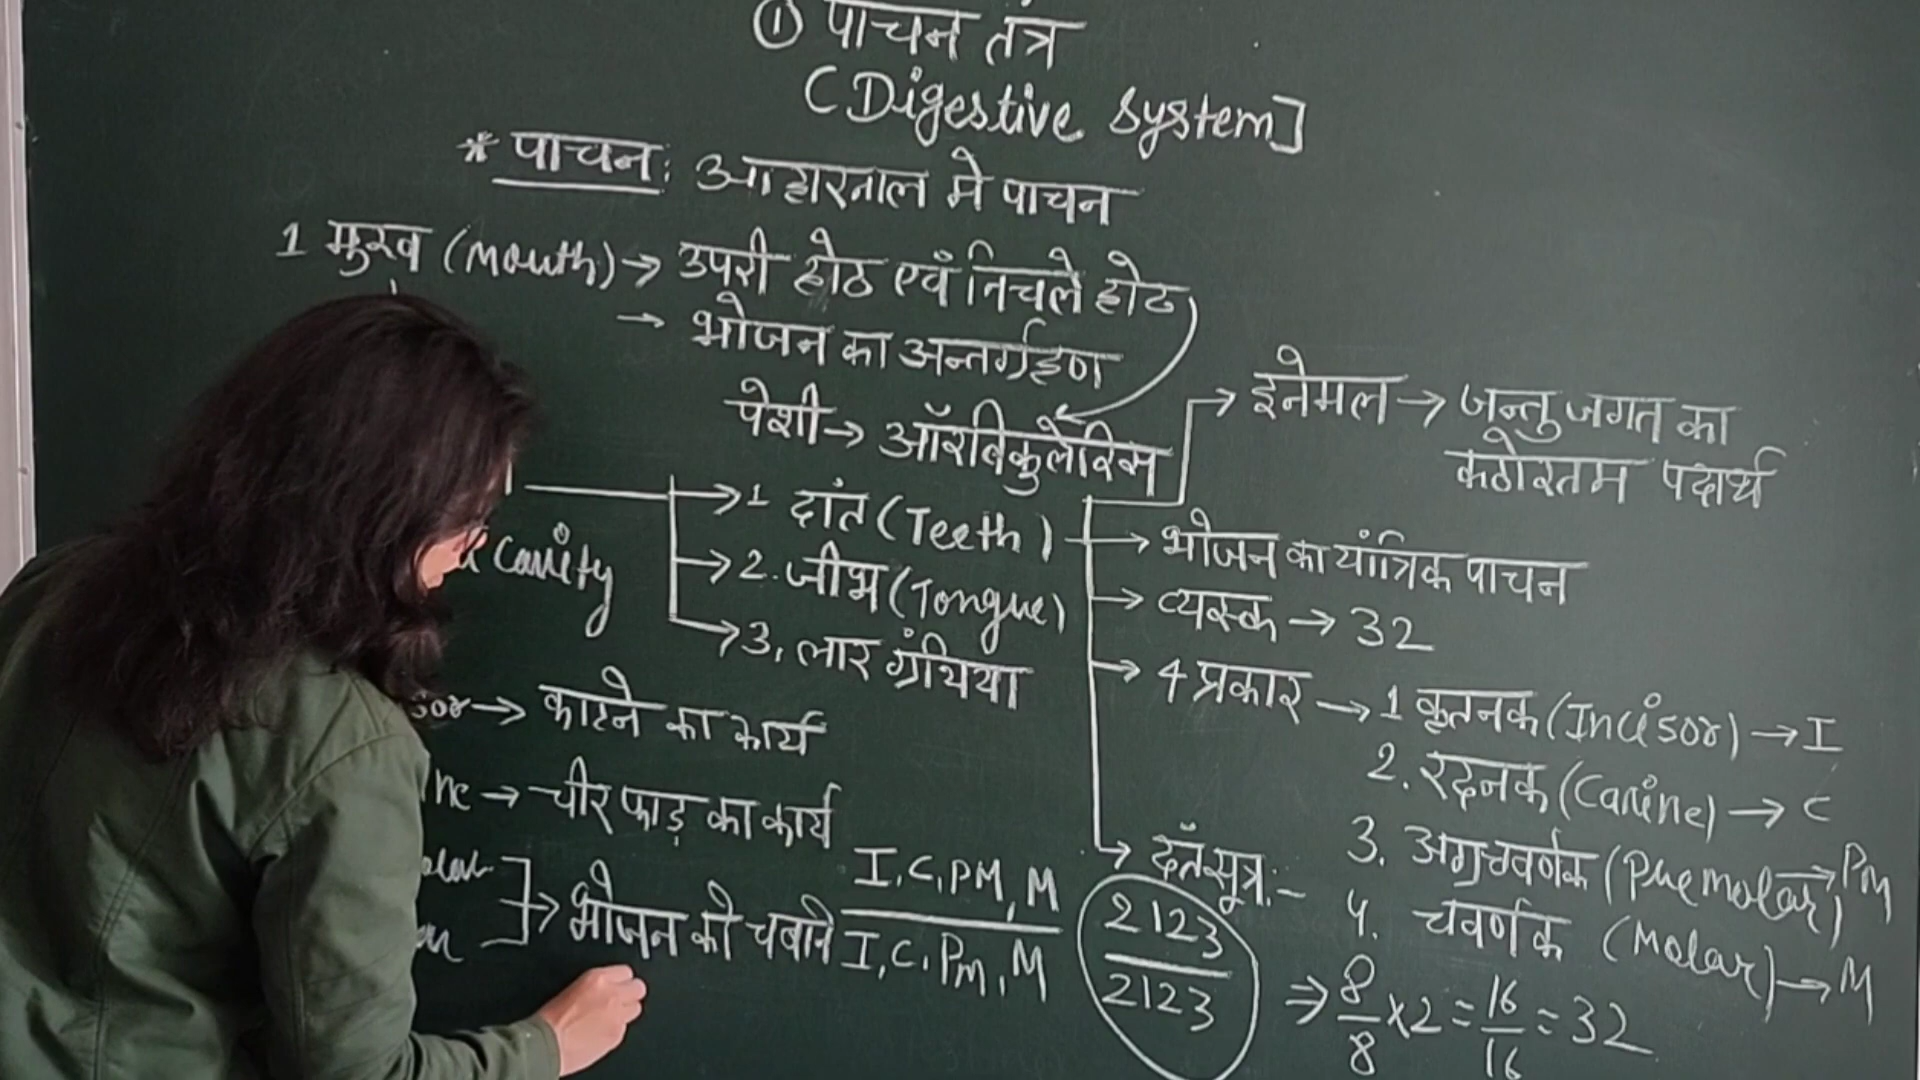 ① पाचन तंत्र
(Digestive System]
* पाचन: आहारनाल मे पाचन
1 मुख (Mouth) → उपरी होठ एवं निचले होठ
→ भोजन का अन्तर्ग्रहण
पेशी → ऑरबिकुलेरिस
→ 1 दांत (Teeth)
cavity → 2. जीभ (Tongue)
→ 3. लार ग्रंथिया
→ इनेमल → जन्तु जगत का
कठोरतम पदार्थ
→ भोजन का यांत्रिक पाचन
→ व्यस्क → 32
→ 4 प्रकार → 1 कृतनक (Incisor) → I
2. रदनक (Canine) → C
3. अग्रचवर्णक (Premolar) → Pm
4. चवर्णक (Molar) → M
→ दंतसूत्र :-
sor → काटने का कार्य
ne → चीर फाड़ का कार्य
olar ] → भोजन को चबाने
I, C, PM, M
I, C, Pm, M
2123
2123
⇒ 8/8 x 2 = 16/16 = 32